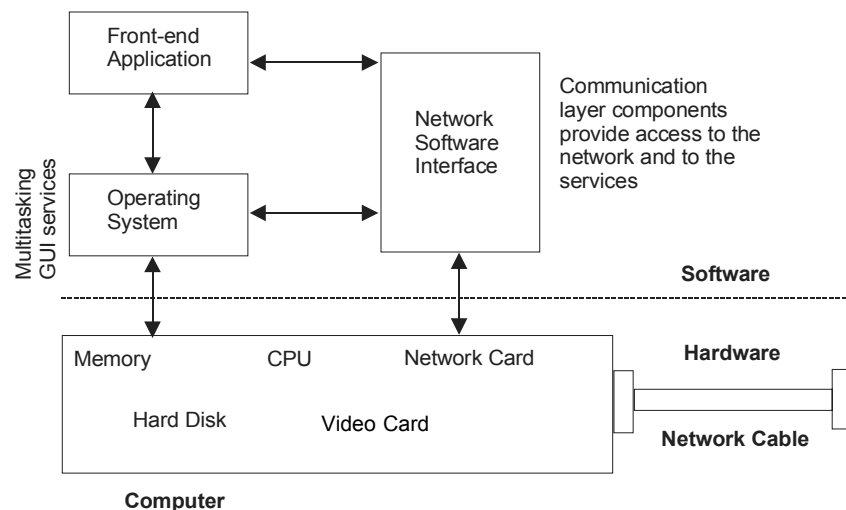 Front-end
Application
Network
Software
Interface
Communication
layer components
provide access to the
network and to the
services
Multitasking
GUI services
Operating
System
Software
Memory
CPU
Network Card
Hardware
Hard Disk
Video Card
Network Cable
Computer